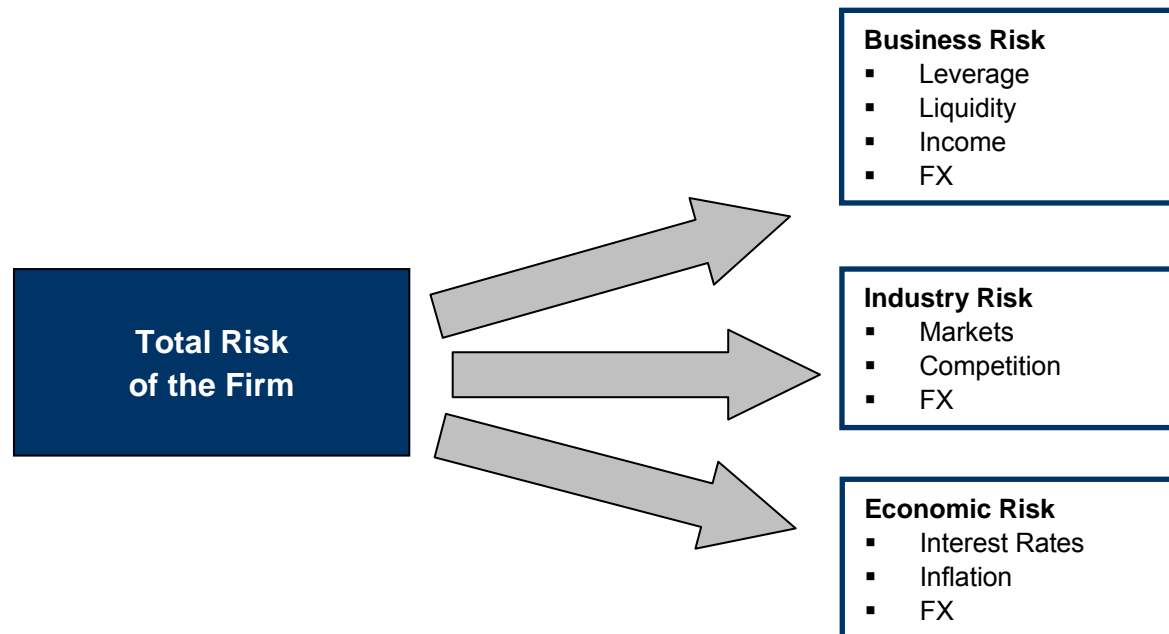 Total Risk
of the Firm
Business Risk
▪ Leverage
▪ Liquidity
▪ Income
▪ FX
Industry Risk
▪ Markets
▪ Competition
▪ FX
Economic Risk
▪ Interest Rates
▪ Inflation
▪ FX